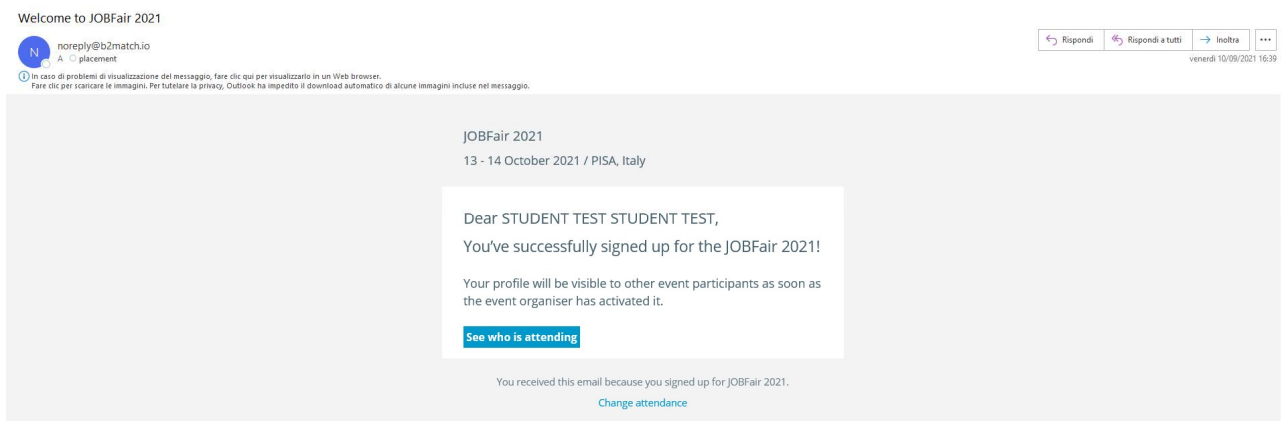 Welcome to JOBFair 2021
N
noreply@b2match.io
A placement
Rispondi
Rispondi a tutti
Inoltra
venerdì 10/09/2021 16:39
In caso di problemi di visualizzazione del messaggio, fare clic qui per visualizzarlo in un Web browser.
Fare clic per scaricare le immagini. Per tutelare la privacy, Outlook ha impedito il download automatico di alcune immagini incluse nel messaggio.
JOBFair 2021
13 - 14 October 2021 / PISA, Italy
Dear STUDENT TEST STUDENT TEST,
You've successfully signed up for the JOBFair 2021!
Your profile will be visible to other event participants as soon as
the event organiser has activated it.
See who is attending
You received this email because you signed up for JOBFair 2021.
Change attendance